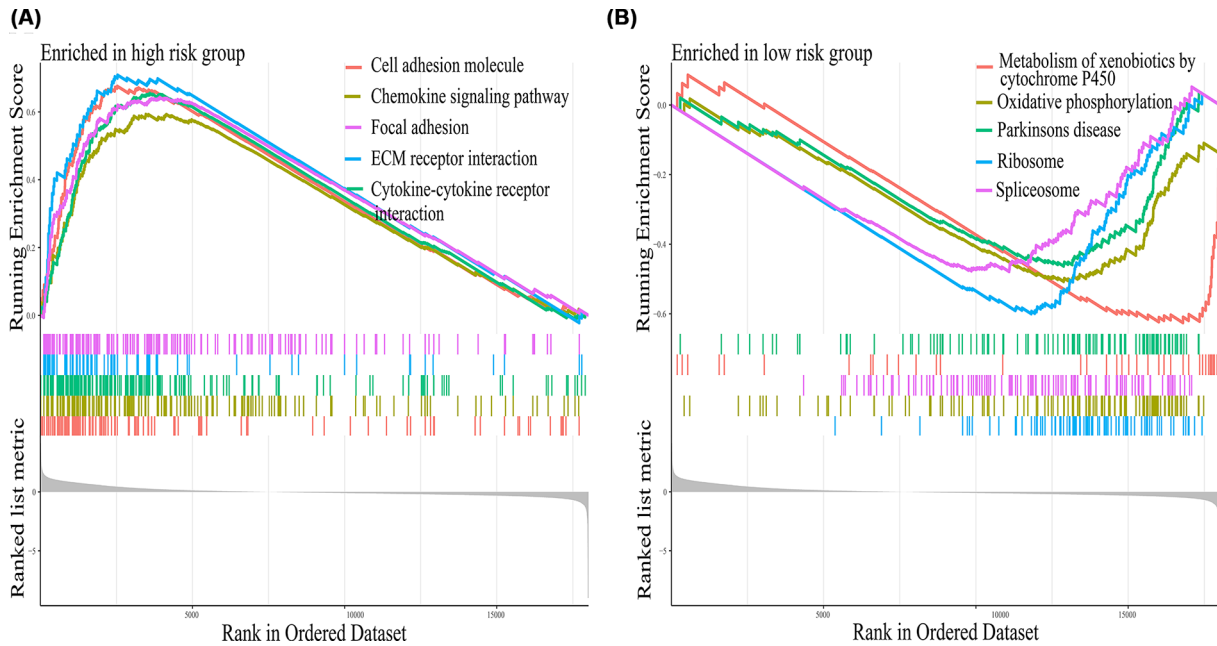 (A)
Enriched in high risk group
Running Enrichment Score
0.6
0.4
0.2
0.0
Cell adhesion molecule
Chemokine signaling pathway
Focal adhesion
ECM receptor interaction
Cytokine-cytokine receptor
interaction
Ranked list metric
0
-5
5000
10000
15000
Rank in Ordered Dataset
(B)
Enriched in low risk group
Running Enrichment Score
0.0
-0.2
-0.4
-0.6
Metabolism of xenobiotics by
cytochrome P450
Oxidative phosphorylation
Parkinsons disease
Ribosome
Spliceosome
Ranked list metric
0
-5
5000
10000
15000
Rank in Ordered Dataset